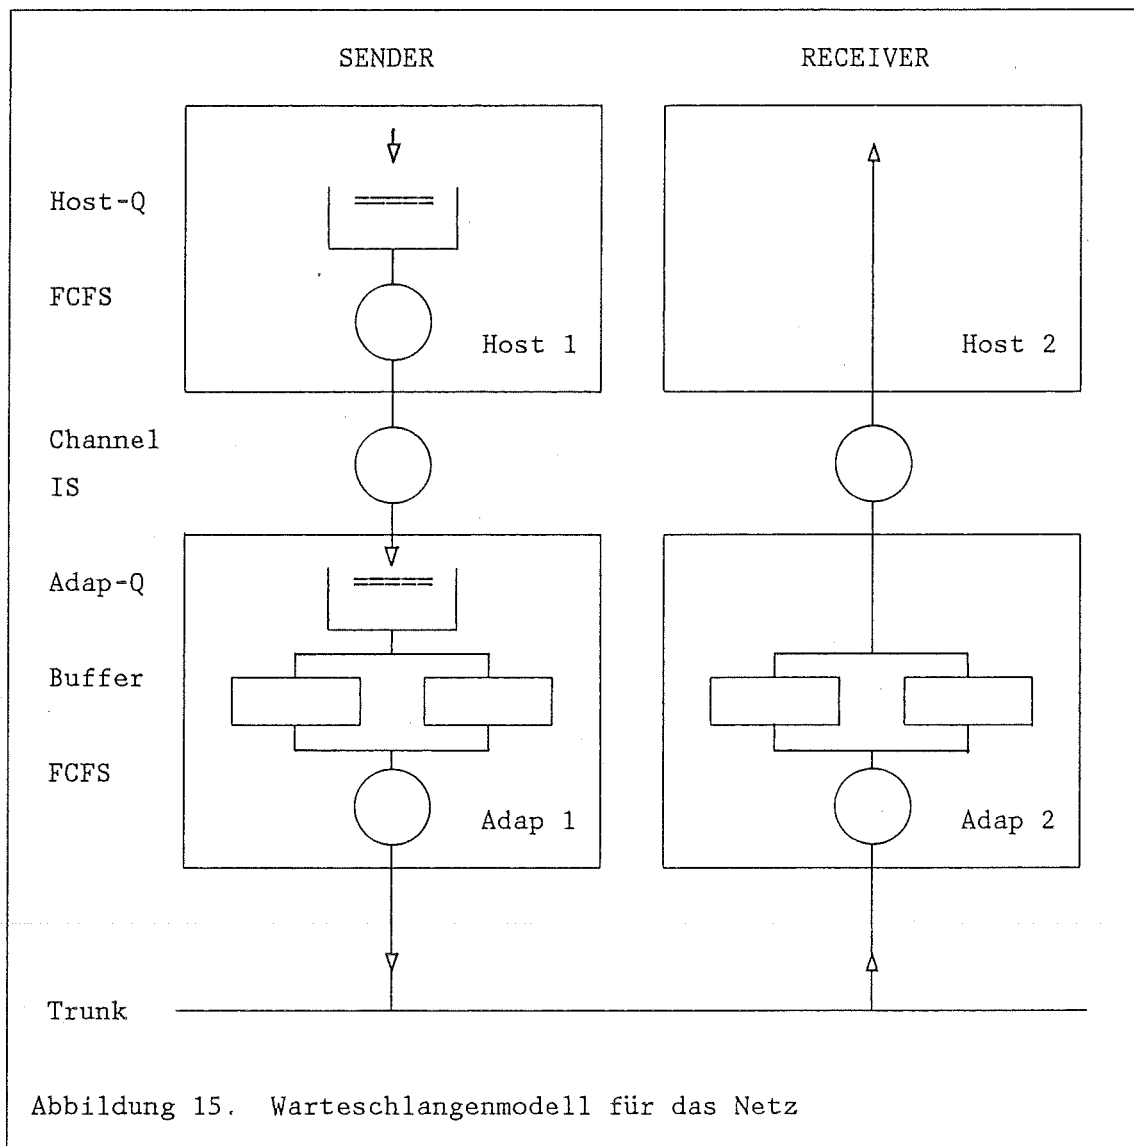 SENDER RECEIVER
Host-Q
FCFS
Host 1 Host 2
Channel
IS
Adap-Q
Buffer
FCFS
Adap 1 Adap 2
Trunk
Abbildung 15. Warteschlangenmodell für das Netz